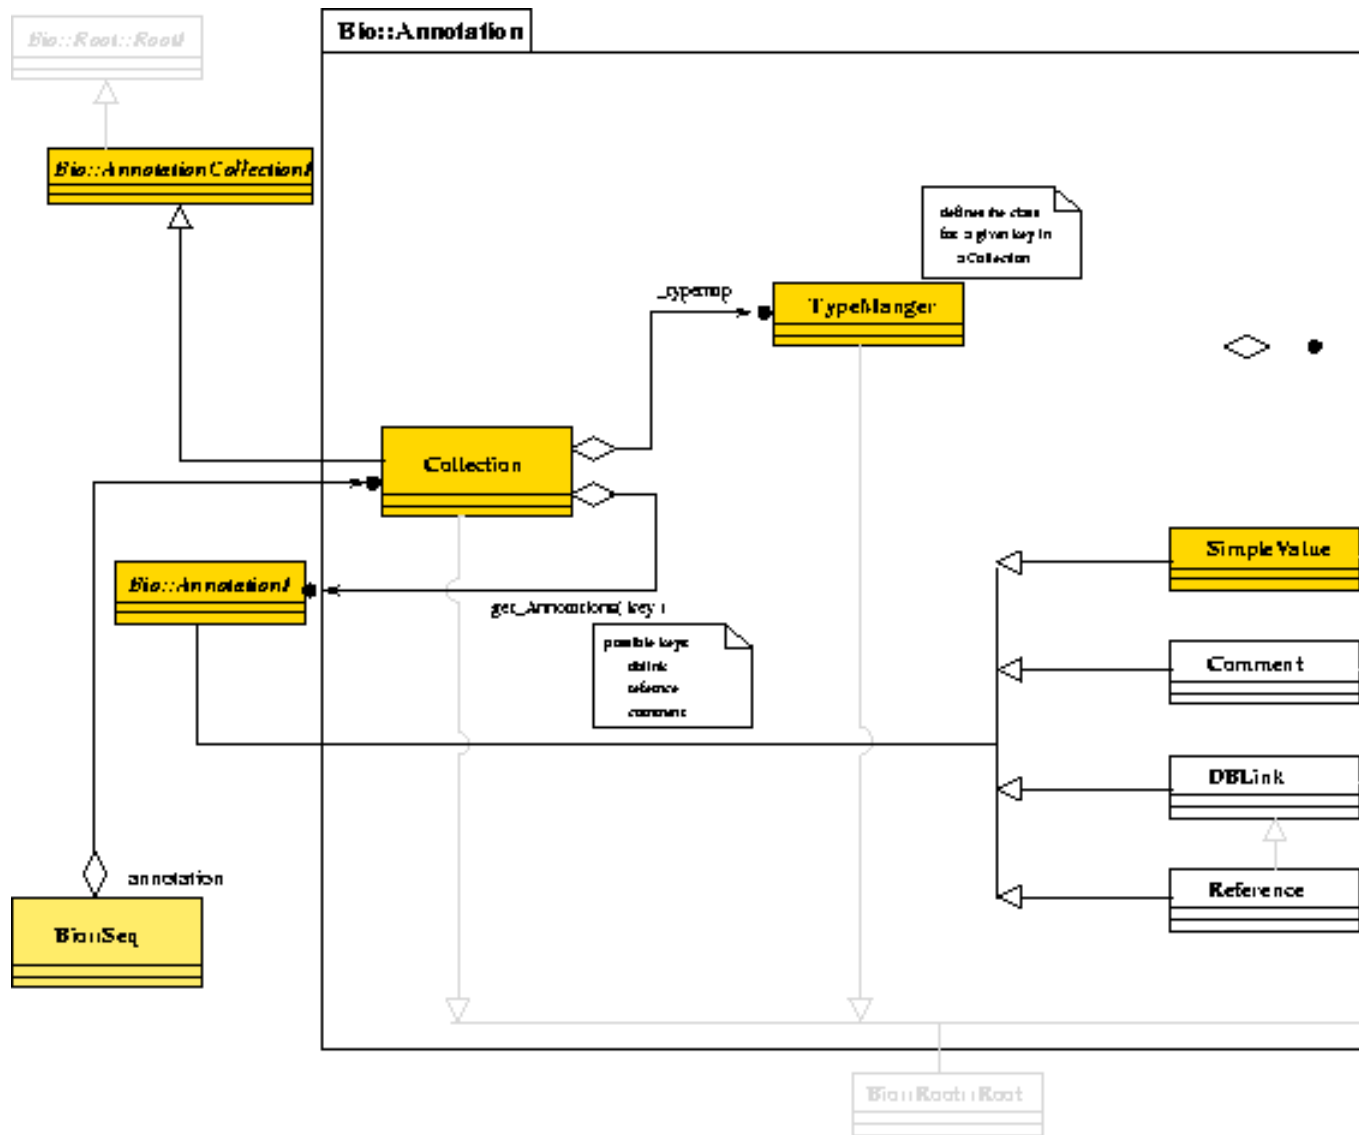 Bio::Annotation
Bio::Root::RootI
Bio::AnnotationCollectionI
defines the class
for a given key in
a Collection
_typemap
TypeManger
Collection
SimpleValue
Bio::AnnotationI
get_Annotations( key )
possible keys
dblink
reference
comment
Comment
DBLink
annotation
Reference
Bio::Seq
Bio::Root::Root